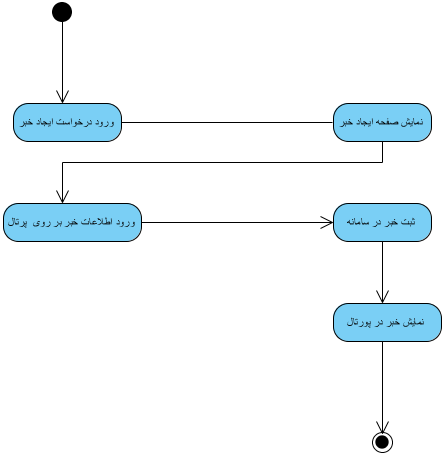 ورود درخواست ایجاد خبر
نمایش صفحه ایجاد خبر
ورود اطلاعات خبر بر روی پرتال
ثبت خبر در سامانه
نمایش خبر در پورتال